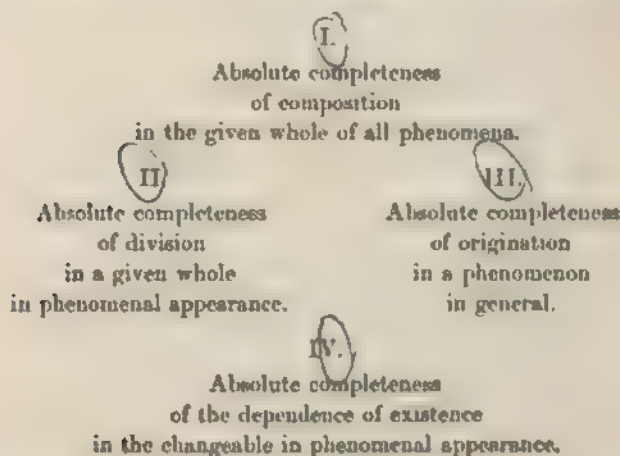 I.
Absolute completeness
of composition
in the given whole of all phenomena.
II
Absolute completeness
of division
in a given whole
in phenomenal appearance.
III.
Absolute completeness
of origination
in a phenomenon
in general.
IV.
Absolute completeness
of the dependence of existence
in the changeable in phenomenal appearance.